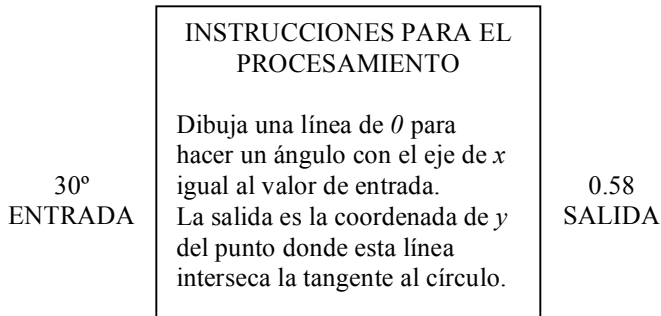 INSTRUCCIONES PARA EL
PROCESAMIENTO
Dibuja una línea de 0 para
hacer un ángulo con el eje de x
igual al valor de entrada.
La salida es la coordenada de y
del punto donde esta línea
interseca la tangente al círculo.
30º
ENTRADA
0.58
SALIDA